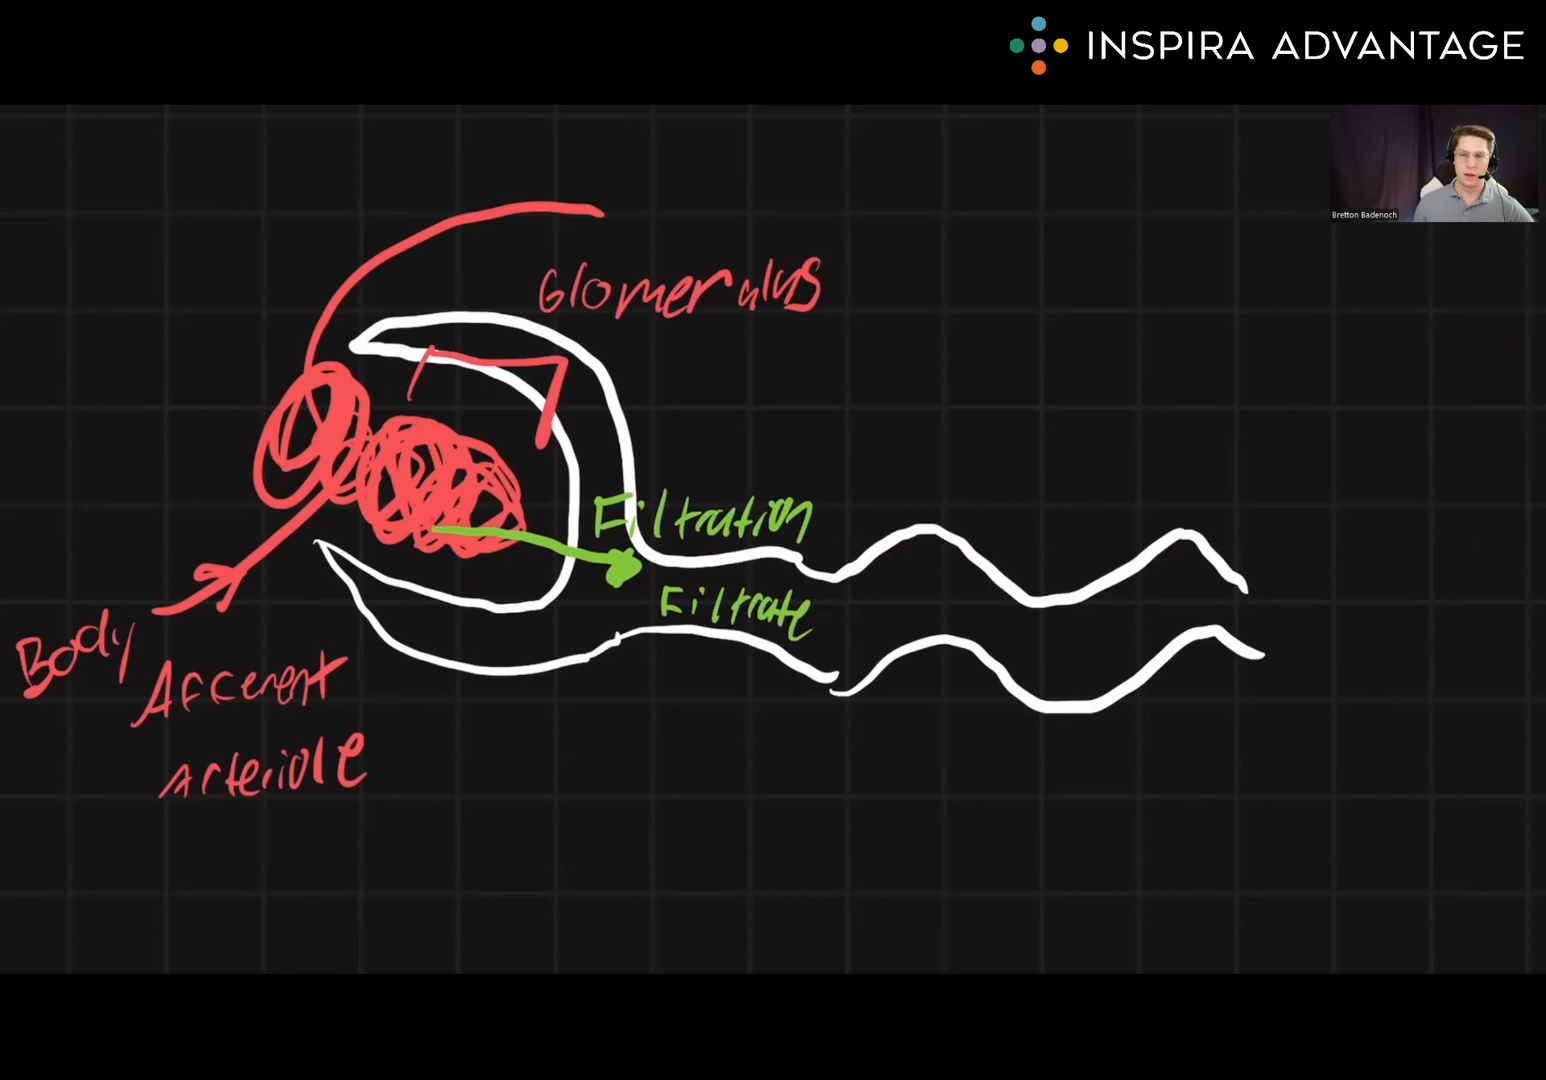 INSPIRA ADVANTAGE
Bretton Badenoch
Glomerulus
Filtration
Filtrate
Body
Afferent
Arteriole